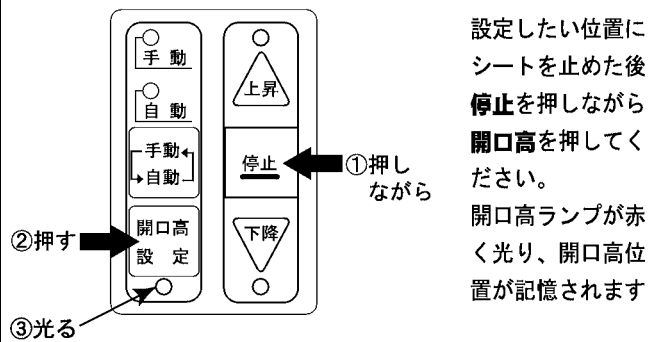 手 動
自 動
手動
自動
開口高
設 定
上昇
停止
下降
①押し
ながら
②押す
③光る
設定したい位置に
シートを止めた後
停止を押しながら
開口高を押してく
ださい。
開口高ランプが赤
く光り、開口高位
置が記憶されます